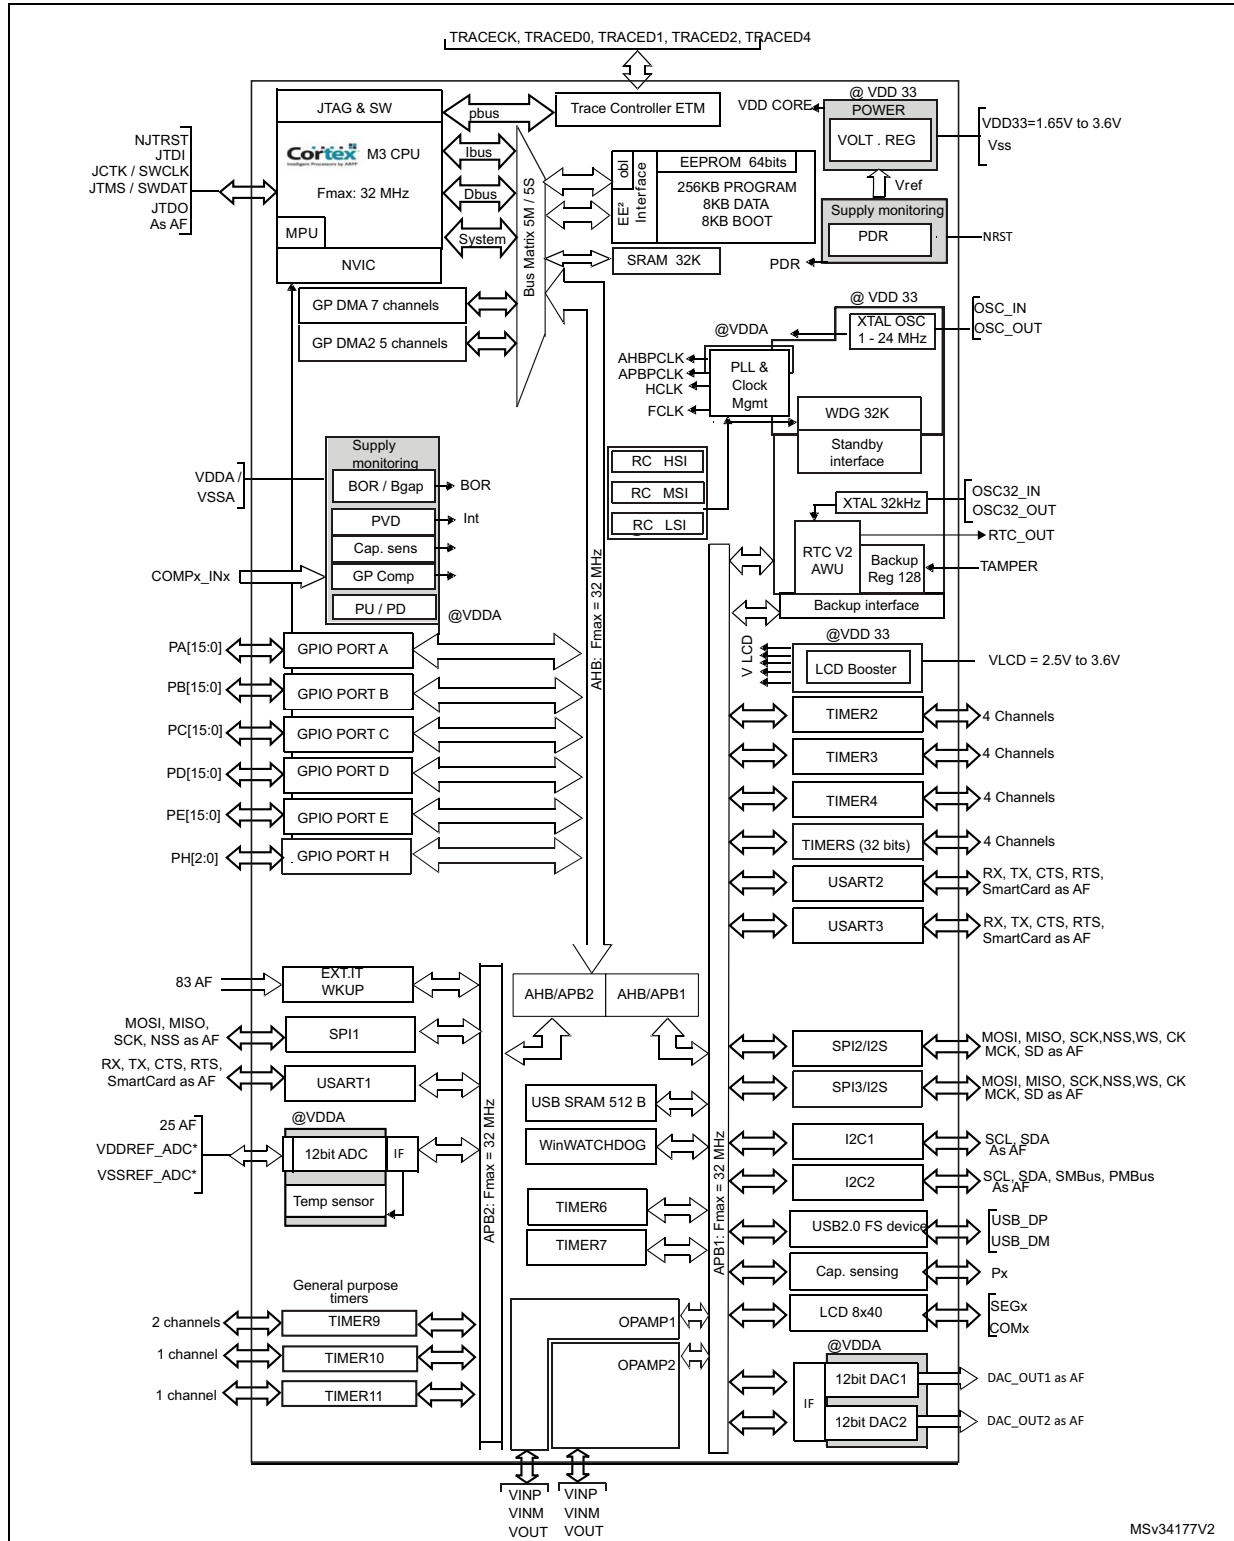 TRACECK, TRACED0, TRACED1, TRACED2, TRACED4
JTAG & SW
pbus
Trace Controller ETM
VDD CORE
@ VDD 33
POWER
VOLT . REG
VDD33=1.65V to 3.6V
Vss
NJTRST
JTDI
JCTK / SWCLK
JTMS / SWDAT
JTDO
As AF
Cortex
Intelligent Processors by ARM
M3 CPU
Fmax: 32 MHz
MPU
NVIC
Ibus
Dbus
System
Bus Matrix 5M / 5S
EE²
obl
Interface
EEPROM 64bits
256KB PROGRAM
8KB DATA
8KB BOOT
SRAM 32K
Vref
Supply monitoring
PDR
NRST
PDR
GP DMA 7 channels
GP DMA2 5 channels
@ VDD 33
XTAL OSC
1 - 24 MHz
OSC_IN
OSC_OUT
@VDDA
AHBPCLK
APBPCLK
HCLK
FCLK
PLL &
Clock
Mgmt
WDG 32K
Standby
interface
RC HSI
RC MSI
RC LSI
Supply
monitoring
VDDA /
VSSA
BOR / Bgap
BOR
PVD
Int
Cap. sens
COMPx_INx
GP Comp
PU / PD
@VDDA
XTAL 32kHz
OSC32_IN
OSC32_OUT
RTC V2
AWU
RTC_OUT
Backup
Reg 128
TAMPER
Backup interface
AHB: Fmax = 32 MHz
@VDD 33
V LCD
LCD Booster
VLCD = 2.5V to 3.6V
PA[15:0]
GPIO PORT A
PB[15:0]
GPIO PORT B
PC[15:0]
GPIO PORT C
PD[15:0]
GPIO PORT D
PE[15:0]
GPIO PORT E
PH[2:0]
GPIO PORT H
TIMER2
4 Channels
TIMER3
4 Channels
TIMER4
4 Channels
TIMERS (32 bits)
4 Channels
USART2
RX, TX, CTS, RTS,
SmartCard as AF
USART3
RX, TX, CTS, RTS,
SmartCard as AF
83 AF
EXT.IT
WKUP
AHB/APB2
AHB/APB1
MOSI, MISO,
SCK, NSS as AF
SPI1
RX, TX, CTS, RTS,
SmartCard as AF
USART1
SPI2/I2S
MOSI, MISO, SCK,NSS,WS, CK
MCK, SD as AF
SPI3/I2S
MOSI, MISO, SCK,NSS,WS, CK
MCK, SD as AF
USB SRAM 512 B
WinWATCHDOG
@VDDA
25 AF
VDDREF_ADC*
VSSREF_ADC*
12bit ADC
IF
Temp sensor
APB2: Fmax = 32 MHz
APB1: Fmax = 32 MHz
I2C1
SCL, SDA
As AF
I2C2
SCL, SDA, SMBus, PMBus
As AF
TIMER6
TIMER7
USB2.0 FS device
USB_DP
USB_DM
Cap. sensing
Px
LCD 8x40
SEGx
COMx
General purpose
timers
2 channels
TIMER9
1 channel
TIMER10
1 channel
TIMER11
OPAMP1
OPAMP2
@VDDA
IF
12bit DAC1
DAC_OUT1 as AF
12bit DAC2
DAC_OUT2 as AF
VINP
VINM
VOUT
VINP
VINM
VOUT
MSv34177V2